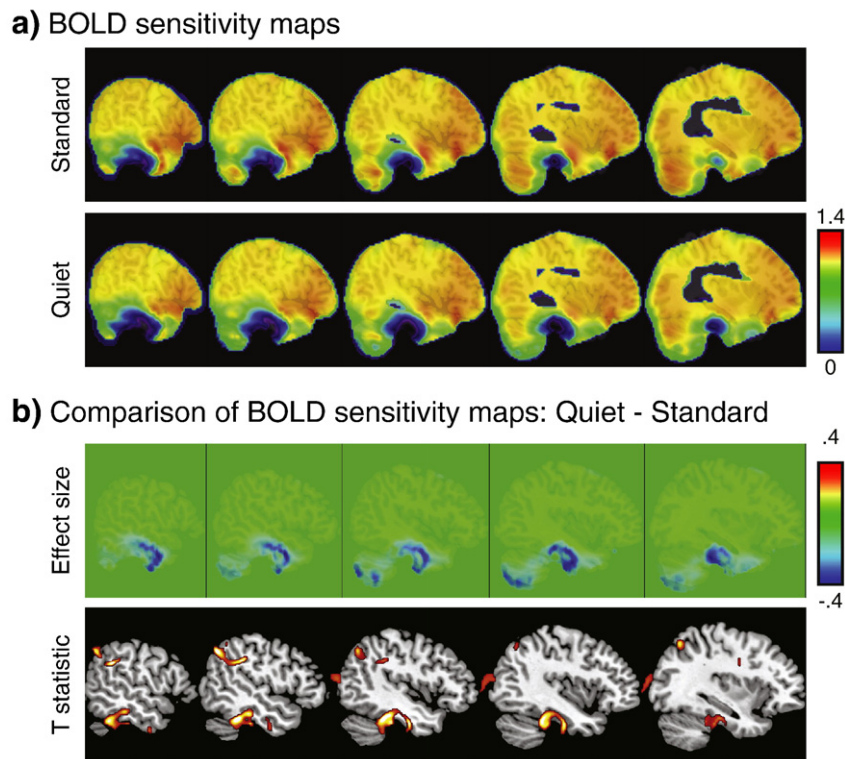 a) BOLD sensitivity maps
Standard
Quiet
1.4
0
b) Comparison of BOLD sensitivity maps: Quiet - Standard
.4
Effect size
-.4
T statistic